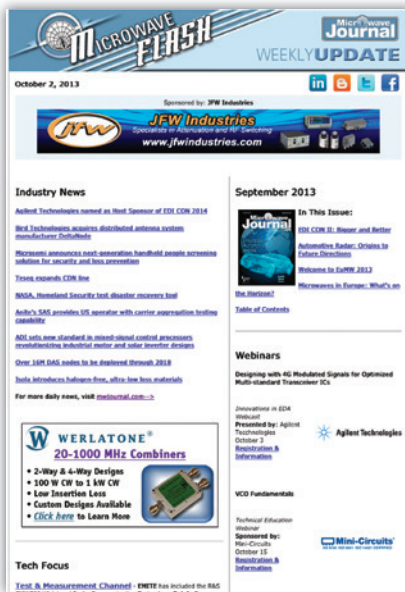 MICROWAVE
FLASH
Microwave
Journal
WEEKLYUPDATE
October 2, 2013
Sponsored by: JFW Industries
JFW
JFW Industries
Specialists in Attenuation and RF Switching
www.jfwindustries.com
Industry News
Agilent Technologies named as Host Sponsor of EDI CON 2014
Bird Technologies acquires distributed antenna system
manufacturer DeltaNode
Microsemi announces next-generation handheld people screening
solution for security and loss prevention
Teseq expands CDN line
NASA, Homeland Security test disaster recovery tool
Anite's SAS provides US operator with carrier aggregation testing
capability
ADI sets new standard in mixed-signal control processors
revolutionizing industrial motor and solar inverter designs
Over 16M DAS nodes to be deployed through 2018
Isola introduces halogen-free, ultra-low loss materials
For more daily news, visit mwjournal.com-->
WERLATONE®
20-1000 MHz Combiners
• 2-Way & 4-Way Designs
• 100 W CW to 1 kW CW
• Low Insertion Loss
• Custom Designs Available
• Click here to Learn More
Tech Focus
Test & Measurement Channel - EMITE has included the R&S
September 2013
Microwave
Journal
In This Issue:
EDI CON II: Bigger and Better
Automotive Radar: Origins to
Future Directions
Welcome to EuMW 2013
Microwaves in Europe: What's on
the Horizon?
Table of Contents
Webinars
Designing with 4G Modulated Signals for Optimized
Multi-standard Transceiver ICs
Innovations in EDA
Webcast
Presented by: Agilent
Technologies
October 3
Registration &
Information
Agilent Technologies
VCO Fundamentals
Technical Education
Webinar
Sponsored by:
Mini-Circuits
October 15
Registration &
Information
Mini-Circuits®